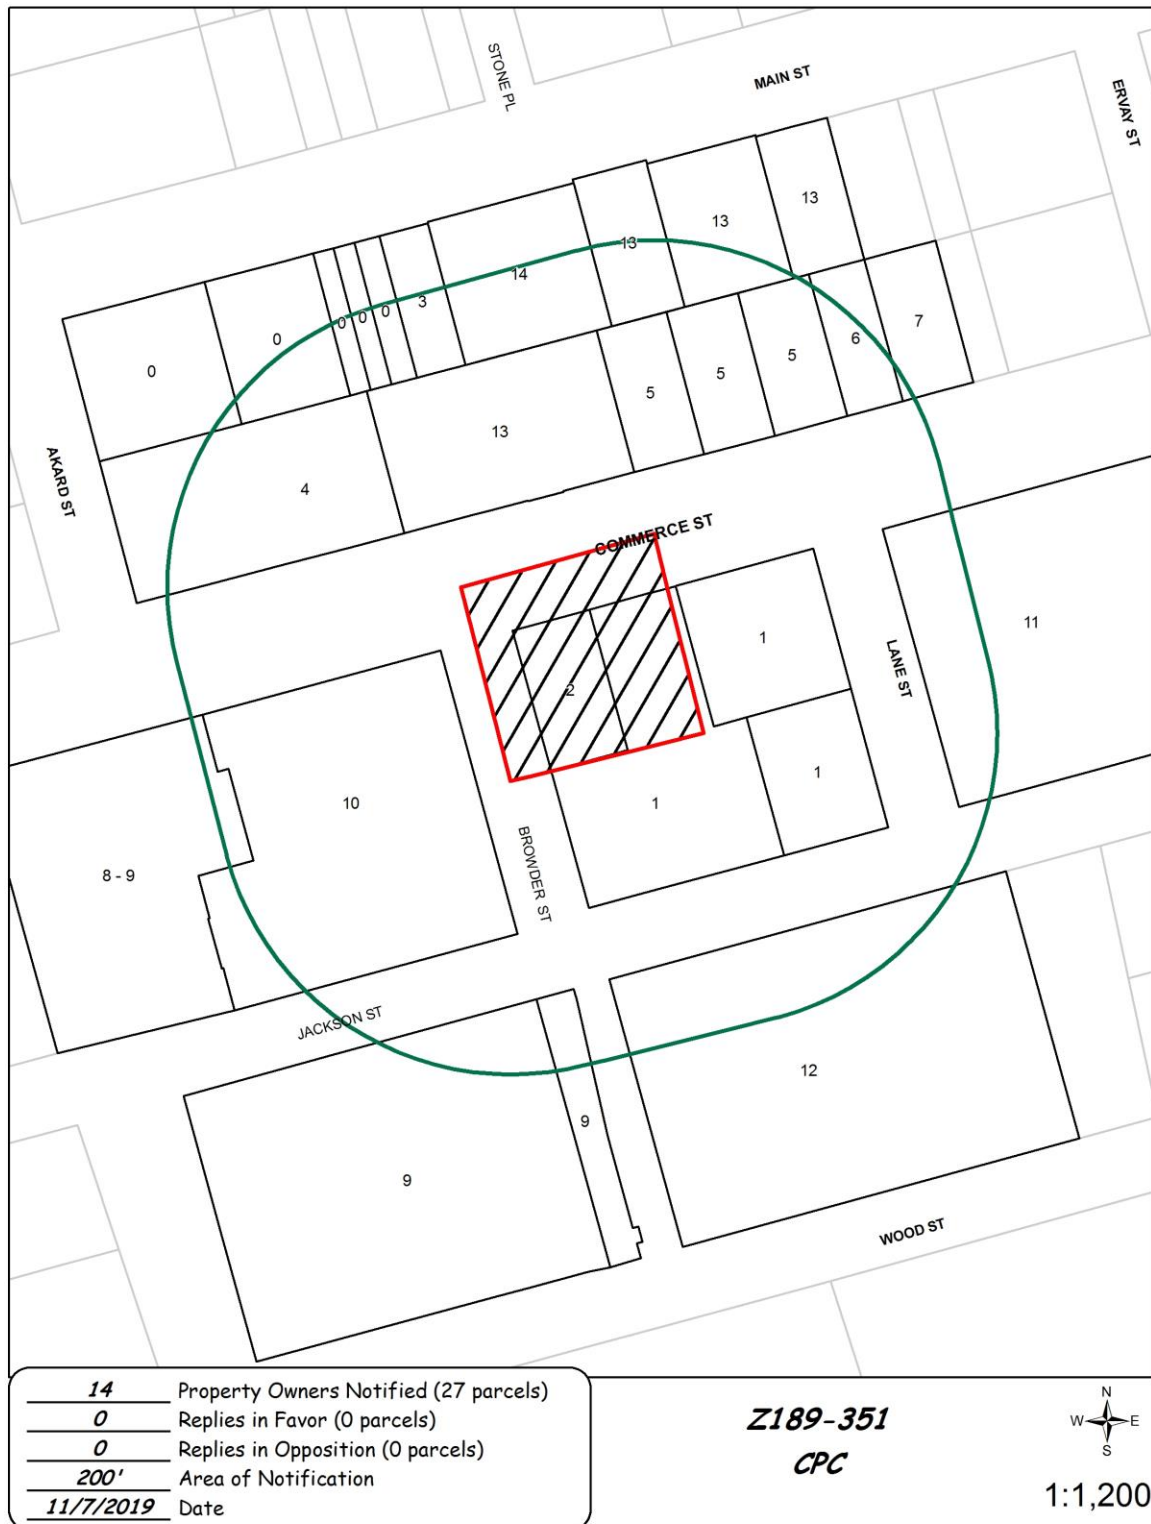 STONE PL
MAIN ST
ERVAY ST
13
13
13
14
3
0
0
0
0
0
7
6
5
5
5
13
4
AKARD ST
COMMERCE ST
11
1
LANE ST
2
1
1
10
8 - 9
BROWDER ST
JACKSON ST
12
9
9
WOOD ST
14 Property Owners Notified (27 parcels)
0 Replies in Favor (0 parcels)
0 Replies in Opposition (0 parcels)
200' Area of Notification
11/7/2019 Date
Z189-351
CPC
N
W E
S
1:1,200